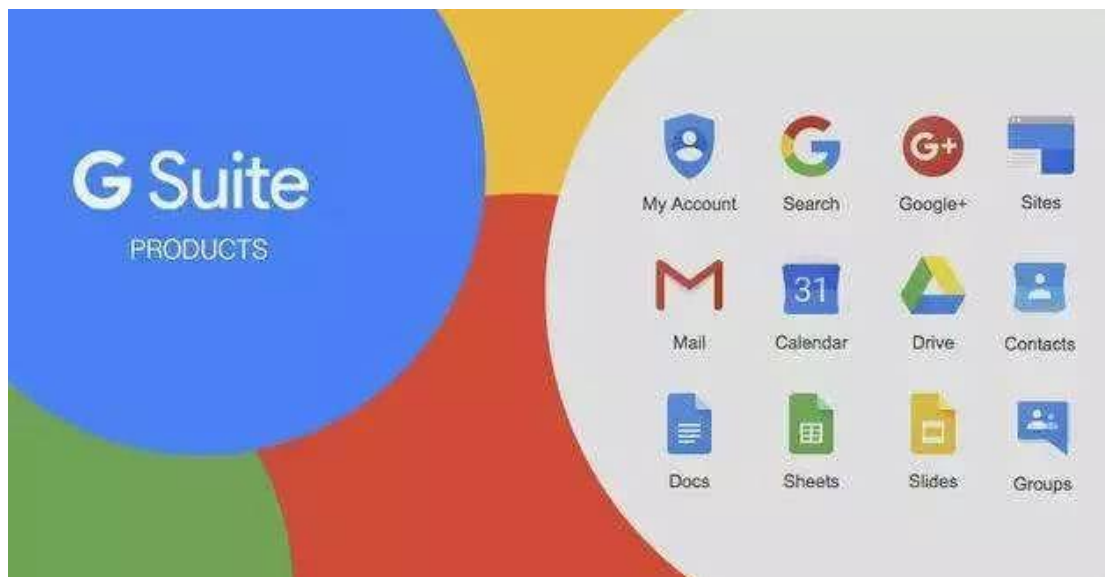 G Suite
PRODUCTS
My Account Search Google+ Sites
G G+
31
Mail Calendar Drive Contacts
Docs Sheets Slides Groups